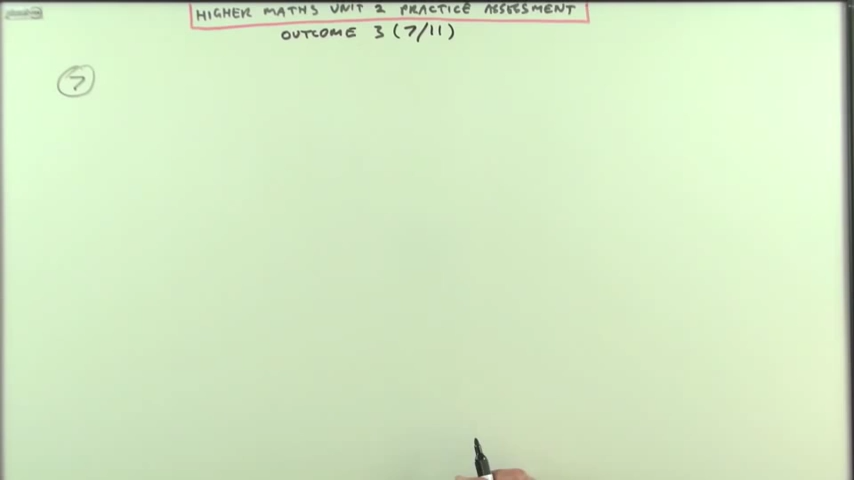 HIGHER MATHS UNIT 2 PRACTICE ASSESSMENT
OUTCOME 3 (7/11)
7